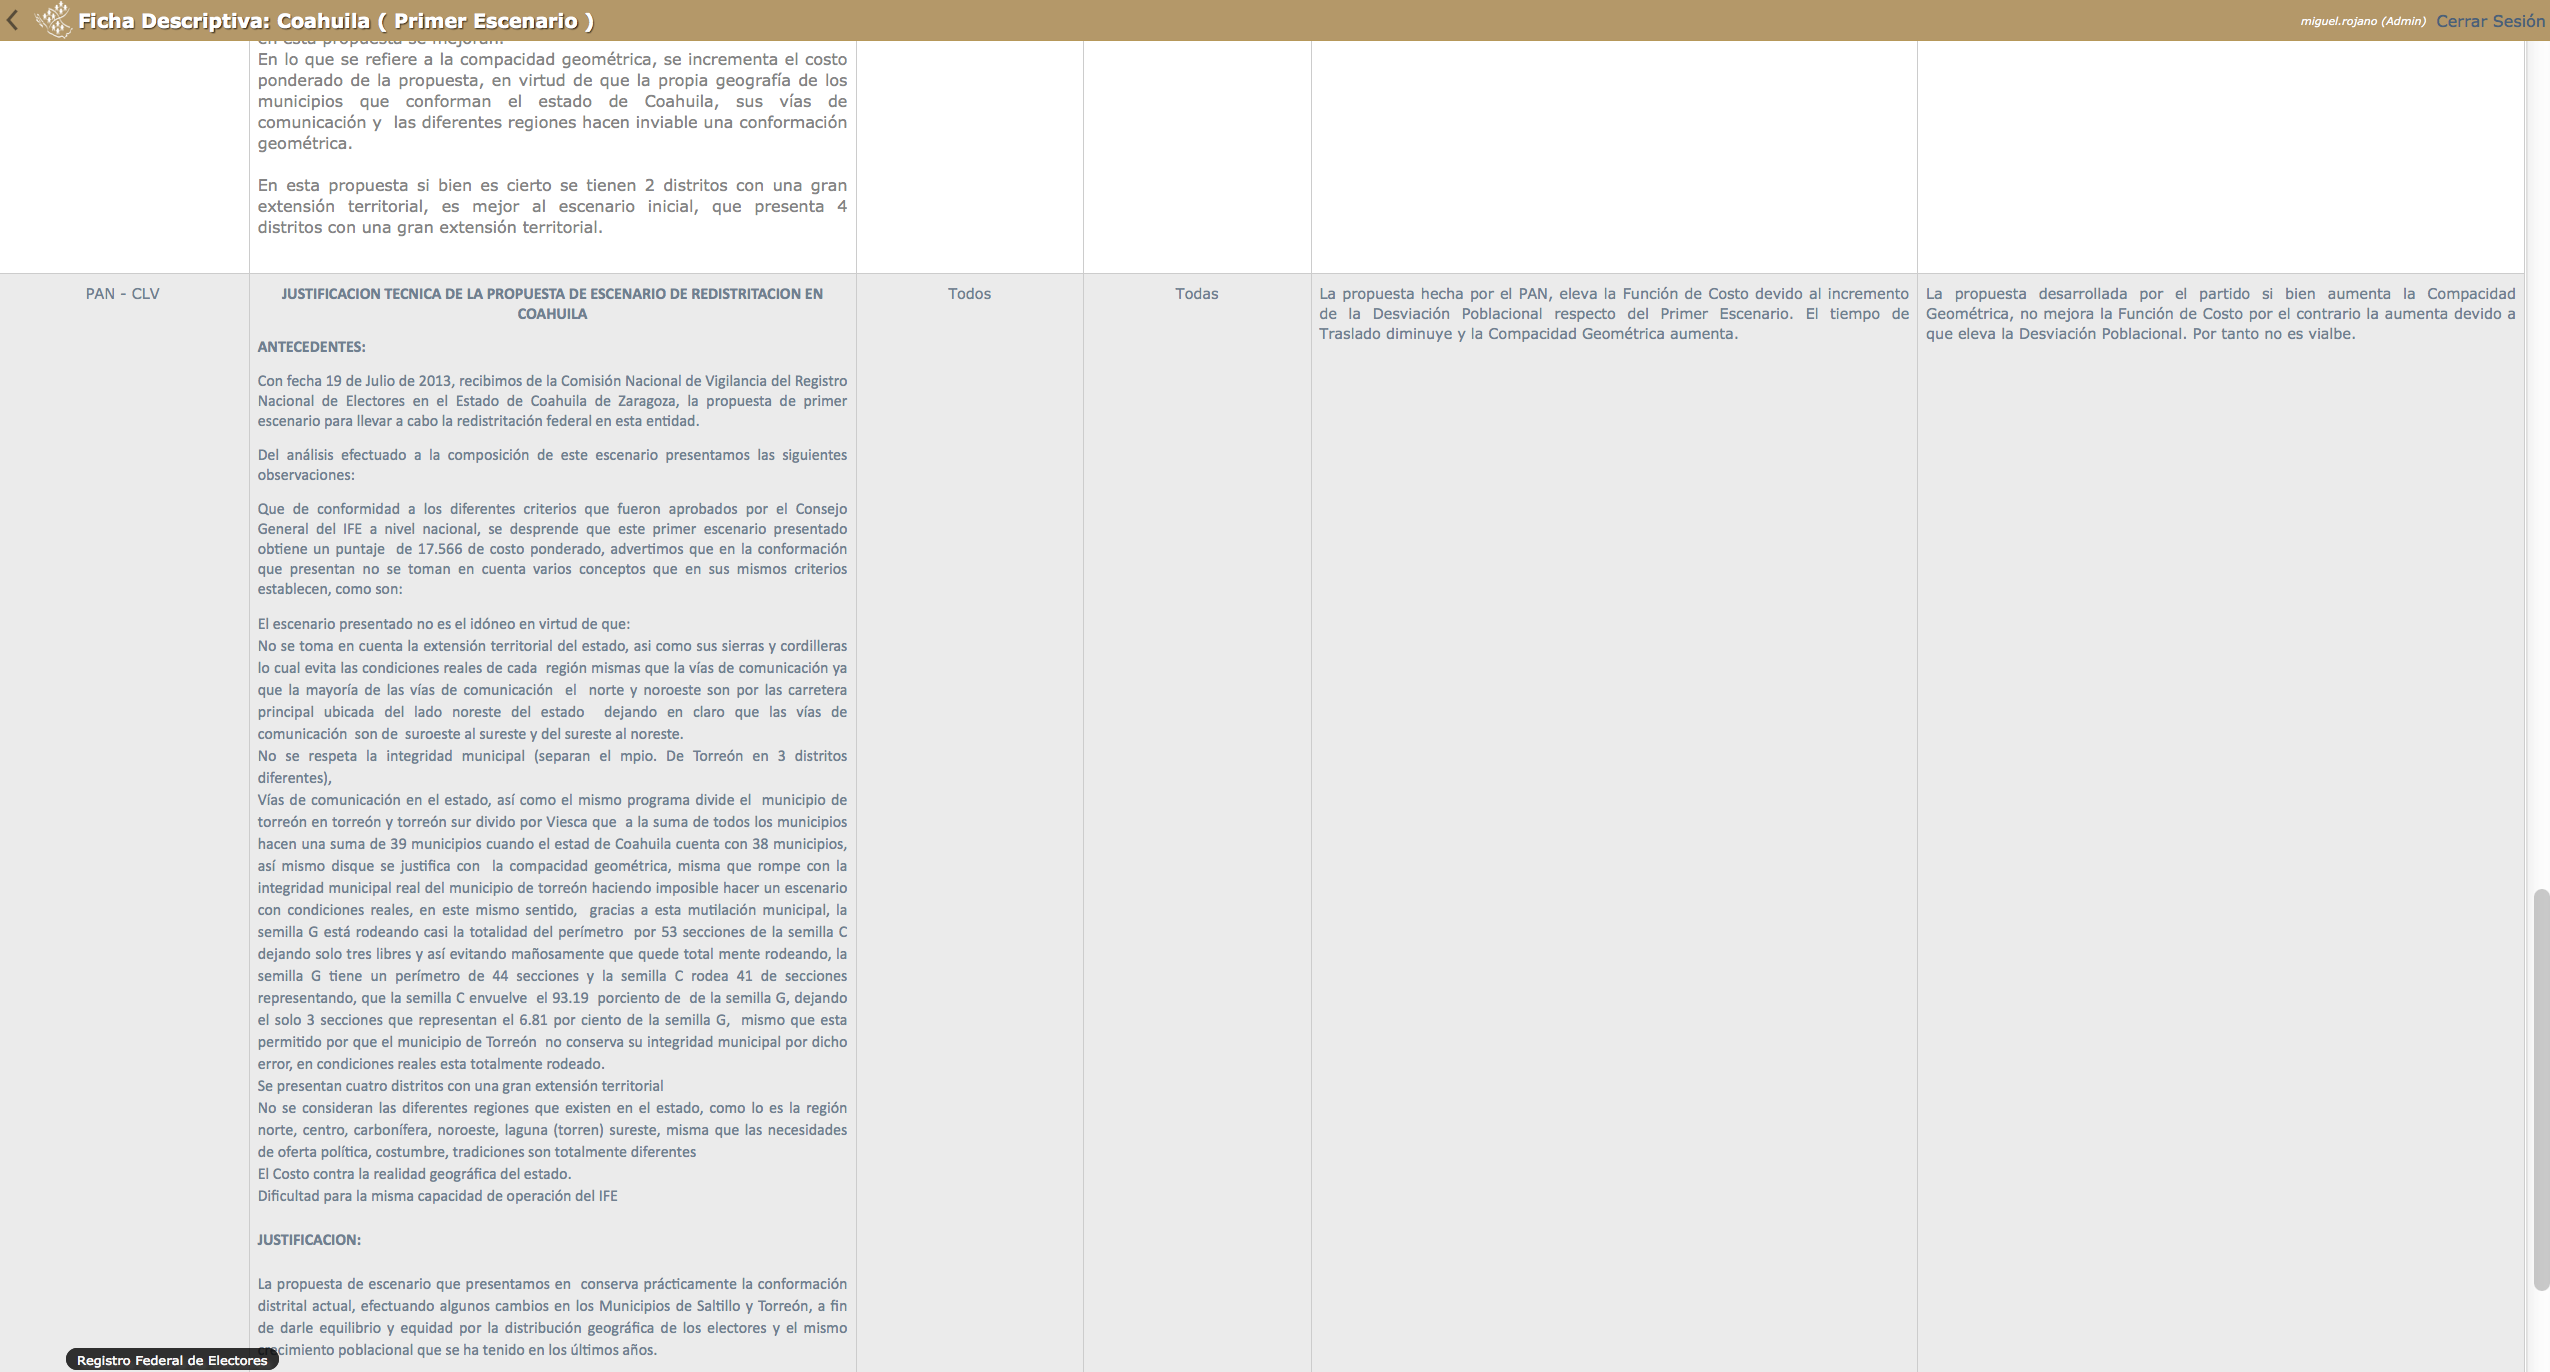 Ficha Descriptiva: Coahuila ( Primer Escenario )
miguel.rojano (Admin) Cerrar Sesión
en esta propuesta se mejoran.
En lo que se refiere a la compacidad geométrica, se incrementa el costo
ponderado de la propuesta, en virtud de que la propia geografía de los
municipios que conforman el estado de Coahuila, sus vías de
comunicación y las diferentes regiones hacen inviable una conformación
geométrica.
En esta propuesta si bien es cierto se tienen 2 distritos con una gran
extensión territorial, es mejor al escenario inicial, que presenta 4
distritos con una gran extensión territorial.
PAN - CLV
JUSTIFICACION TECNICA DE LA PROPUESTA DE ESCENARIO DE REDISTRITACION EN
COAHUILA
ANTECEDENTES:
Con fecha 19 de Julio de 2013, recibimos de la Comisión Nacional de Vigilancia del Registro
Nacional de Electores en el Estado de Coahuila de Zaragoza, la propuesta de primer
escenario para llevar a cabo la redistritación federal en esta entidad.
Del análisis efectuado a la composición de este escenario presentamos las siguientes
observaciones:
Que de conformidad a los diferentes criterios que fueron aprobados por el Consejo
General del IFE a nivel nacional, se desprende que este primer escenario presentado
obtiene un puntaje de 17.566 de costo ponderado, advertimos que en la conformación
que presentan no se toman en cuenta varios conceptos que en sus mismos criterios
establecen, como son:
El escenario presentado no es el idóneo en virtud de que:
No se toma en cuenta la extensión territorial del estado, asi como sus sierras y cordilleras
lo cual evita las condiciones reales de cada región mismas que la vías de comunicación ya
que la mayoría de las vías de comunicación el norte y noroeste son por las carretera
principal ubicada del lado noreste del estado dejando en claro que las vías de
comunicación son de suroeste al sureste y del sureste al noreste.
No se respeta la integridad municipal (separan el mpio. De Torreón en 3 distritos
diferentes),
Vías de comunicación en el estado, así como el mismo programa divide el municipio de
torreón en torreón y torreón sur divido por Viesca que a la suma de todos los municipios
hacen una suma de 39 municipios cuando el estad de Coahuila cuenta con 38 municipios,
así mismo disque se justifica con la compacidad geométrica, misma que rompe con la
integridad municipal real del municipio de torreón haciendo imposible hacer un escenario
con condiciones reales, en este mismo sentido, gracias a esta mutilación municipal, la
semilla G está rodeando casi la totalidad del perímetro por 53 secciones de la semilla C
dejando solo tres libres y así evitando mañosamente que quede total mente rodeando, la
semilla G tiene un perímetro de 44 secciones y la semilla C rodea 41 de secciones
representando, que la semilla C envuelve el 93.19 porciento de de la semilla G, dejando
el solo 3 secciones que representan el 6.81 por ciento de la semilla G, mismo que esta
permitido por que el municipio de Torreón no conserva su integridad municipal por dicho
error, en condiciones reales esta totalmente rodeado.
Se presentan cuatro distritos con una gran extensión territorial
No se consideran las diferentes regiones que existen en el estado, como lo es la región
norte, centro, carbonífera, noroeste, laguna (torren) sureste, misma que las necesidades
de oferta política, costumbre, tradiciones son totalmente diferentes
El Costo contra la realidad geográfica del estado.
Dificultad para la misma capacidad de operación del IFE
JUSTIFICACION:
La propuesta de escenario que presentamos en conserva prácticamente la conformación
distrital actual, efectuando algunos cambios en los Municipios de Saltillo y Torreón, a fin
de darle equilibrio y equidad por la distribución geográfica de los electores y el mismo
crecimiento poblacional que se ha tenido en los últimos años.
Todos
Todas
La propuesta hecha por el PAN, eleva la Función de Costo devido al incremento
de la Desviación Poblacional respecto del Primer Escenario. El tiempo de
Traslado diminuye y la Compacidad Geométrica aumenta.
La propuesta desarrollada por el partido si bien aumenta la Compacidad
Geométrica, no mejora la Función de Costo por el contrario la aumenta devido a
que eleva la Desviación Poblacional. Por tanto no es vialbe.
Registro Federal de Electores